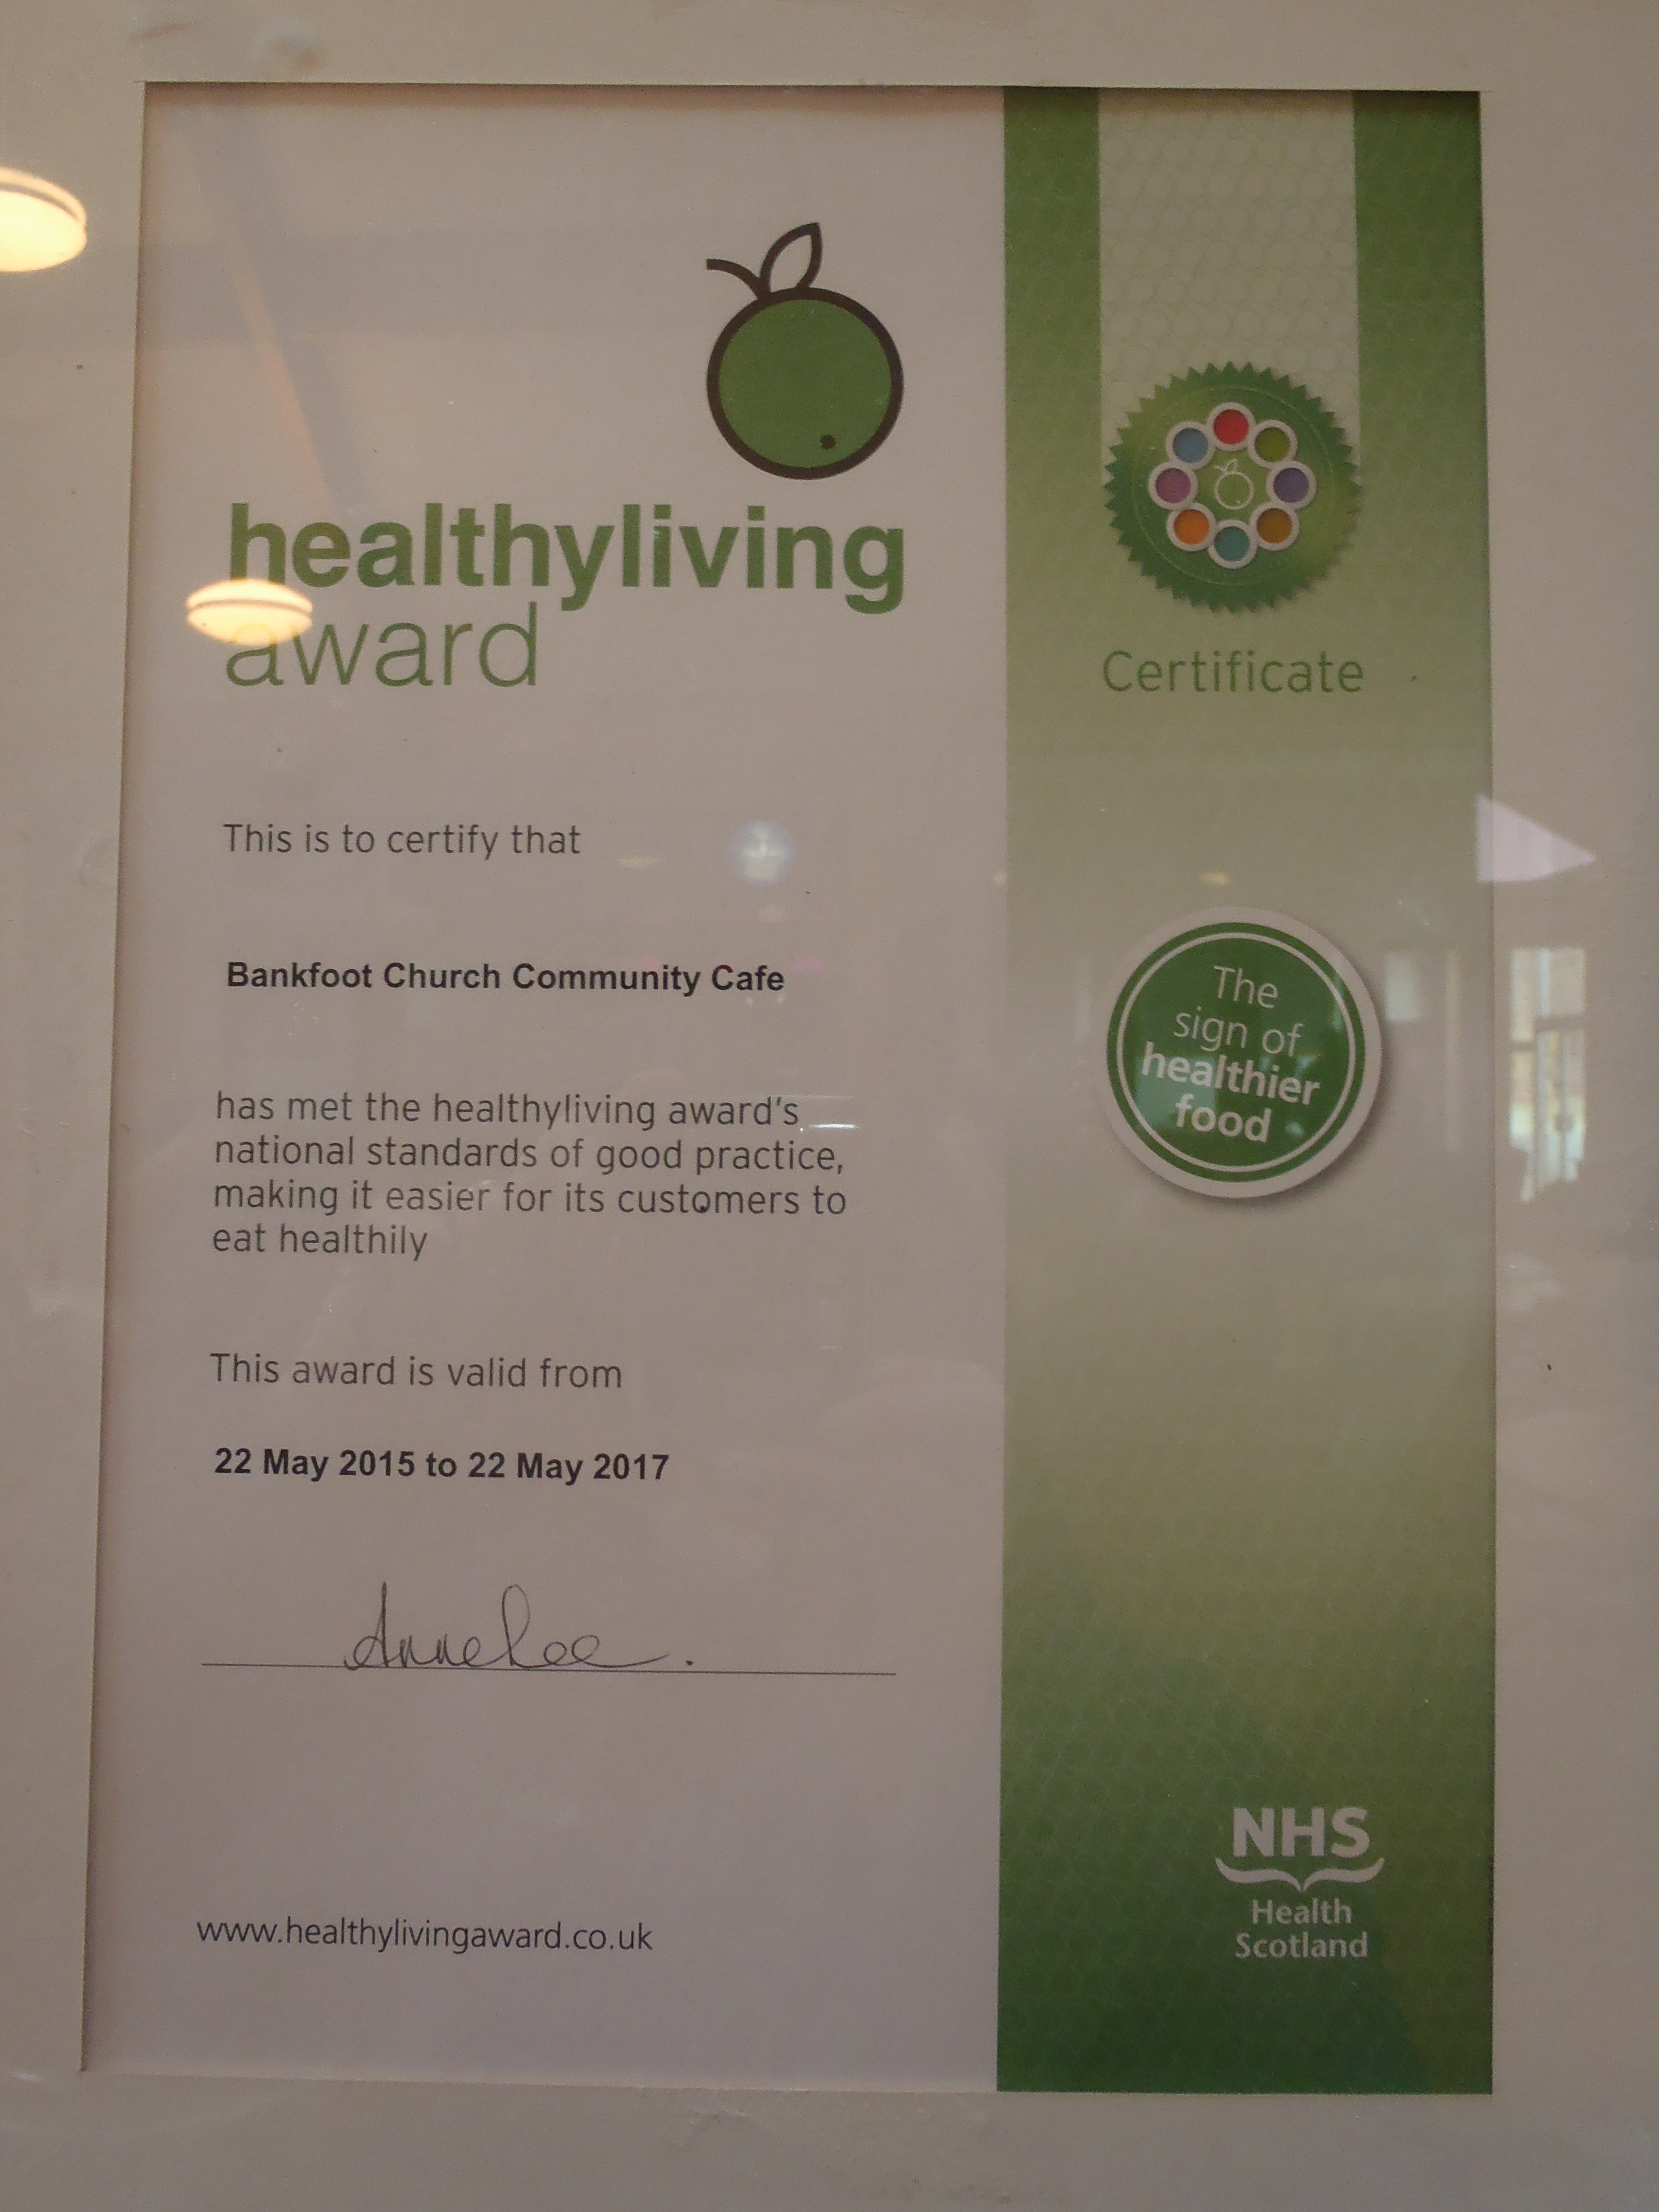 healthyliving
award
Certificate
This is to certify that
Bankfoot Church Community Cafe
The
sign of
healthier
food
has met the healthyliving award's
national standards of good practice,
making it easier for its customers to
eat healthily
This award is valid from
22 May 2015 to 22 May 2017
Anne Lee.
www.healthylivingaward.co.uk
NHS
Health
Scotland